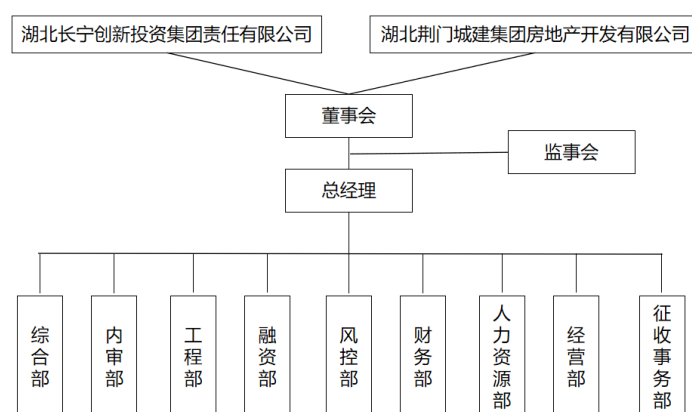 湖北长宁创新投资集团责任有限公司
湖北荆门城建集团房地产开发有限公司
董事会
监事会
总经理
综合部
内审部
工程部
融资部
风控部
财务部
人力资源部
经营部
征收事务部